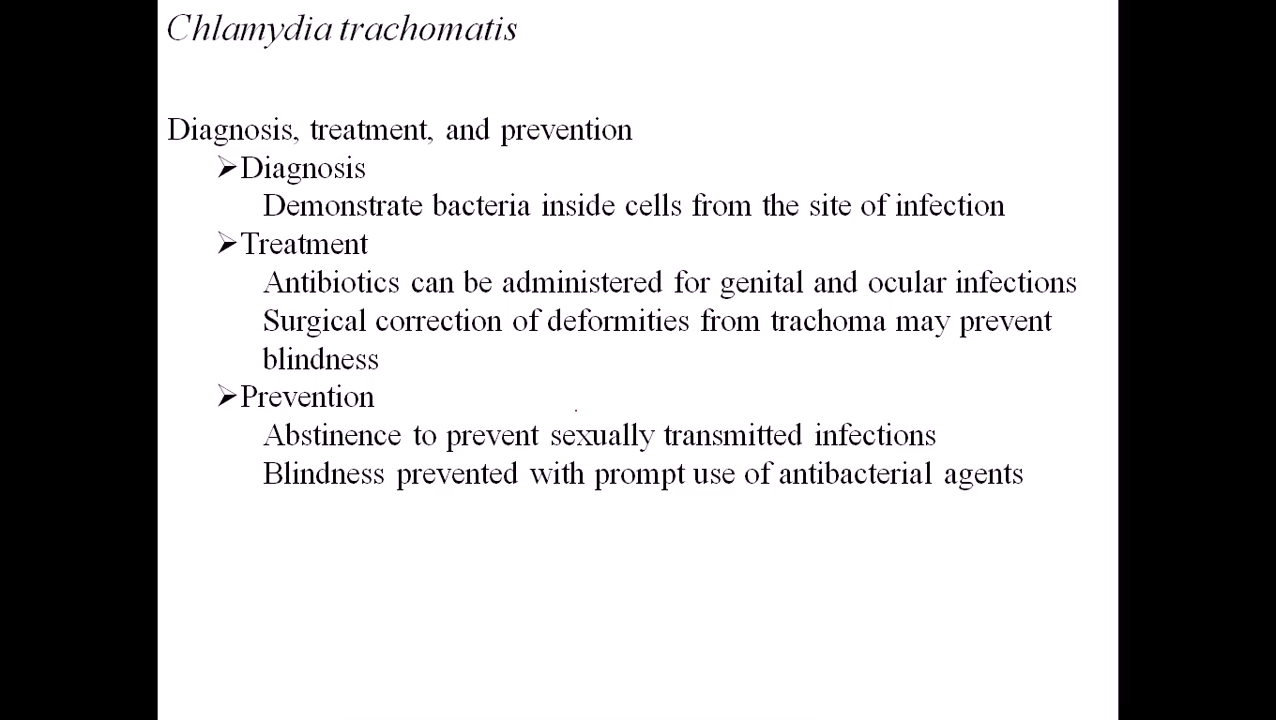 Chlamydia trachomatis
Diagnosis, treatment, and prevention
➢Diagnosis
Demonstrate bacteria inside cells from the site of infection
➢Treatment
Antibiotics can be administered for genital and ocular infections
Surgical correction of deformities from trachoma may prevent
blindness
➢Prevention
Abstinence to prevent sexually transmitted infections
Blindness prevented with prompt use of antibacterial agents